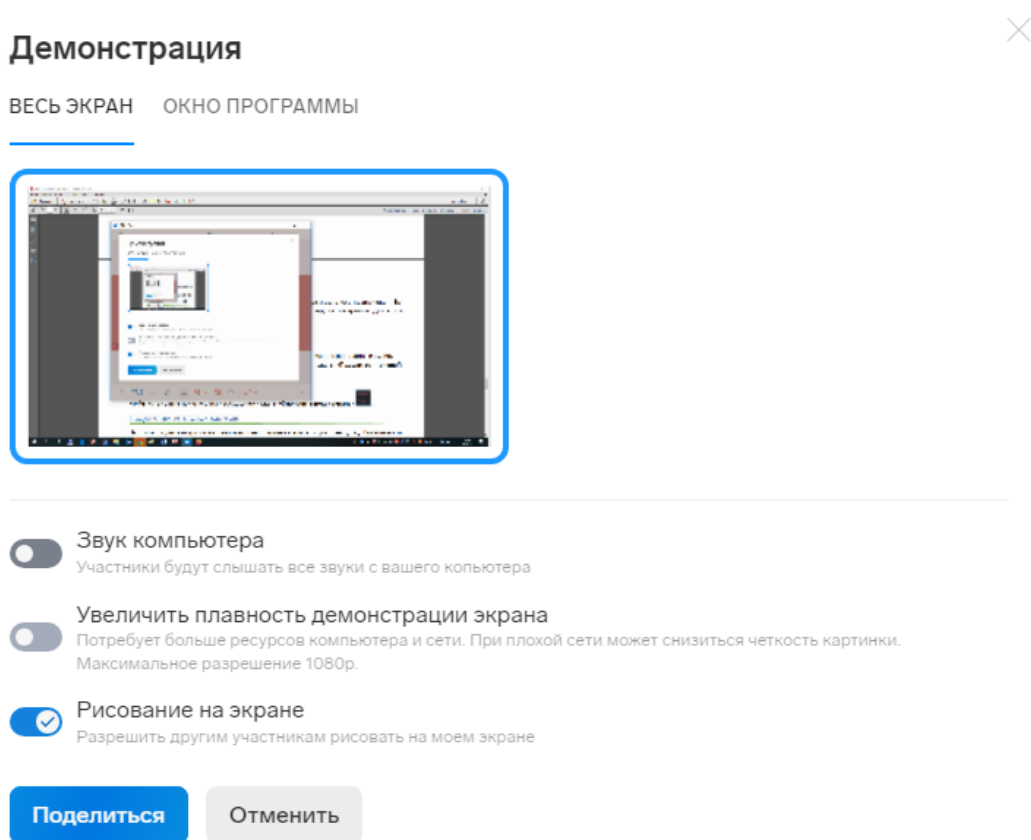 Демонстрация
ВЕСЬ ЭКРАН ОКНО ПРОГРАММЫ
Звук компьютера
Участники будут слышать все звуки с вашего копьютера
Увеличить плавность демонстрации экрана
Потребует больше ресурсов компьютера и сети. При плохой сети может снизиться четкость картинки.
Максимальное разрешение 1080p.
Рисование на экране
Разрешить другим участникам рисовать на моем экране
Поделиться Отменить